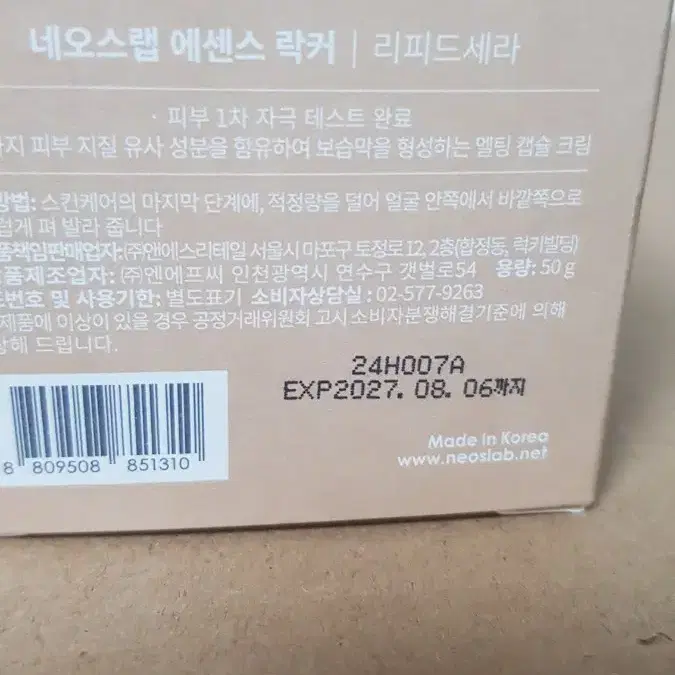 네오스랩 에센스 락커 | 리피드세라
· 피부 1차 자극 테스트 완료
피부 지질 유사 성분을 함유하여 보습막을 형성하는 멜팅 캡슐 크림
방법: 스킨케어의 마지막 단계에, 적정량을 덜어 얼굴 안쪽에서 바깥쪽으로
럽게 펴 발라 줍니다
품책임판매업자:(주)앤에스리테일 서울시 마포구 토정로 12, 2층(합정동, 럭키빌딩)
품제조업자: (주)엔에프씨 인천광역시 연수구 갯벌로54 용량: 50 g
번호 및 사용기한: 별도표기 소비자상담실 : 02-577-9263
제품에 이상이 있을 경우 공정거래위원회 고시 소비자분쟁해결기준에 의해
상해 드립니다.
24H007A
EXP2027. 08. 06까지
8 809508 851310
Made in Korea
www.neoslab.net